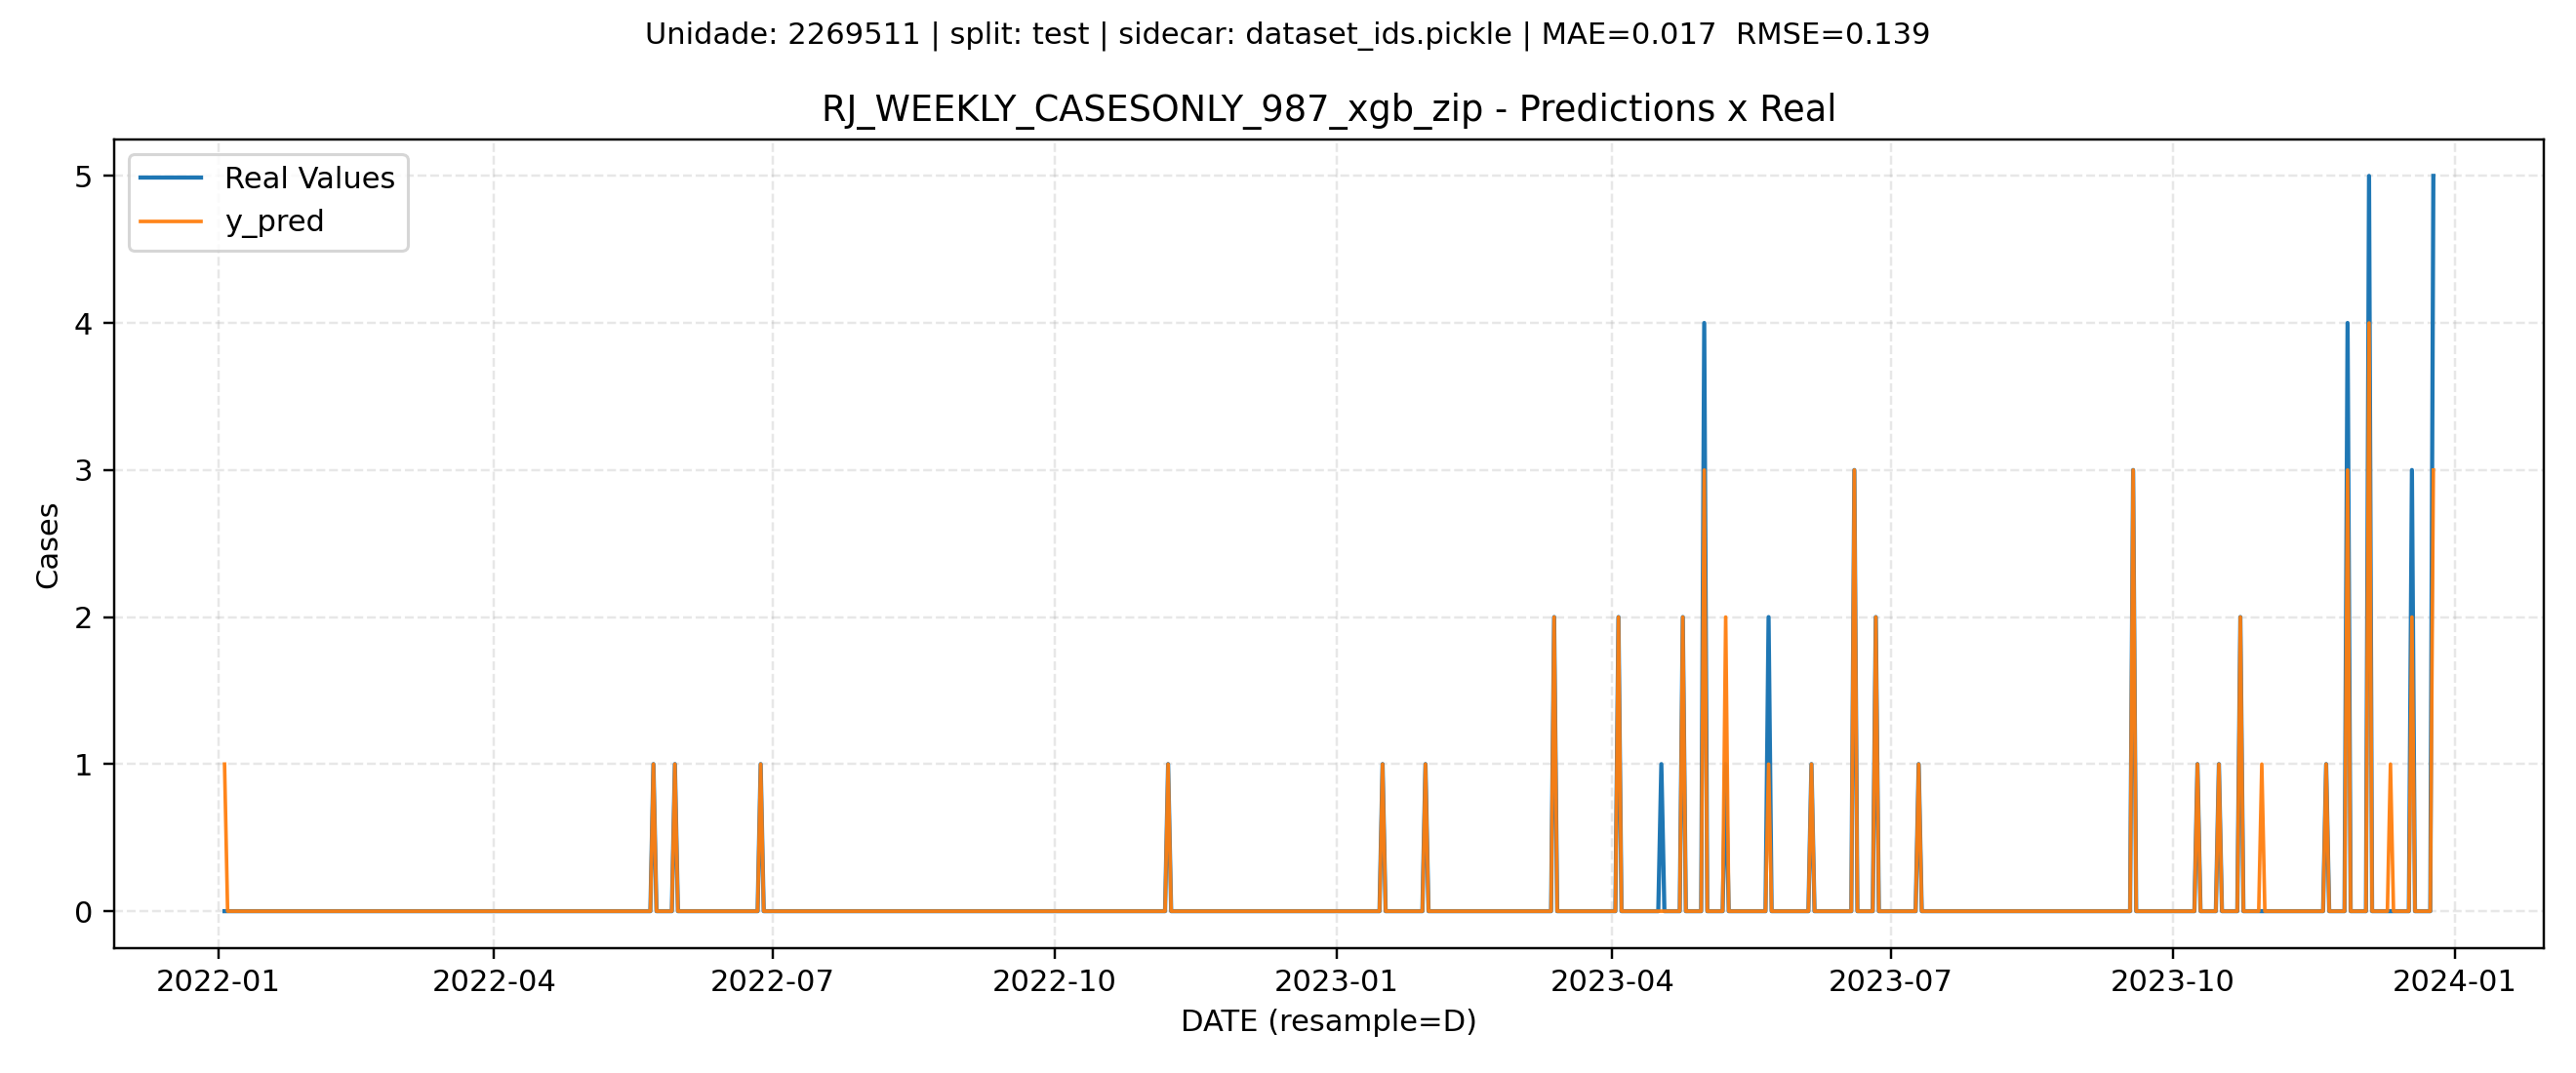 Unidade: 2269511 | split: test | sidecar: dataset_ids.pickle | MAE=0.017  RMSE=0.139
RJ_WEEKLY_CASESONLY_987_xgb_zip - Predictions x Real
Real Values
y_pred
5
4
3
2
1
0
Cases
2022-01
2022-04
2022-07
2022-10
2023-01
2023-04
2023-07
2023-10
2024-01
DATE (resample=D)